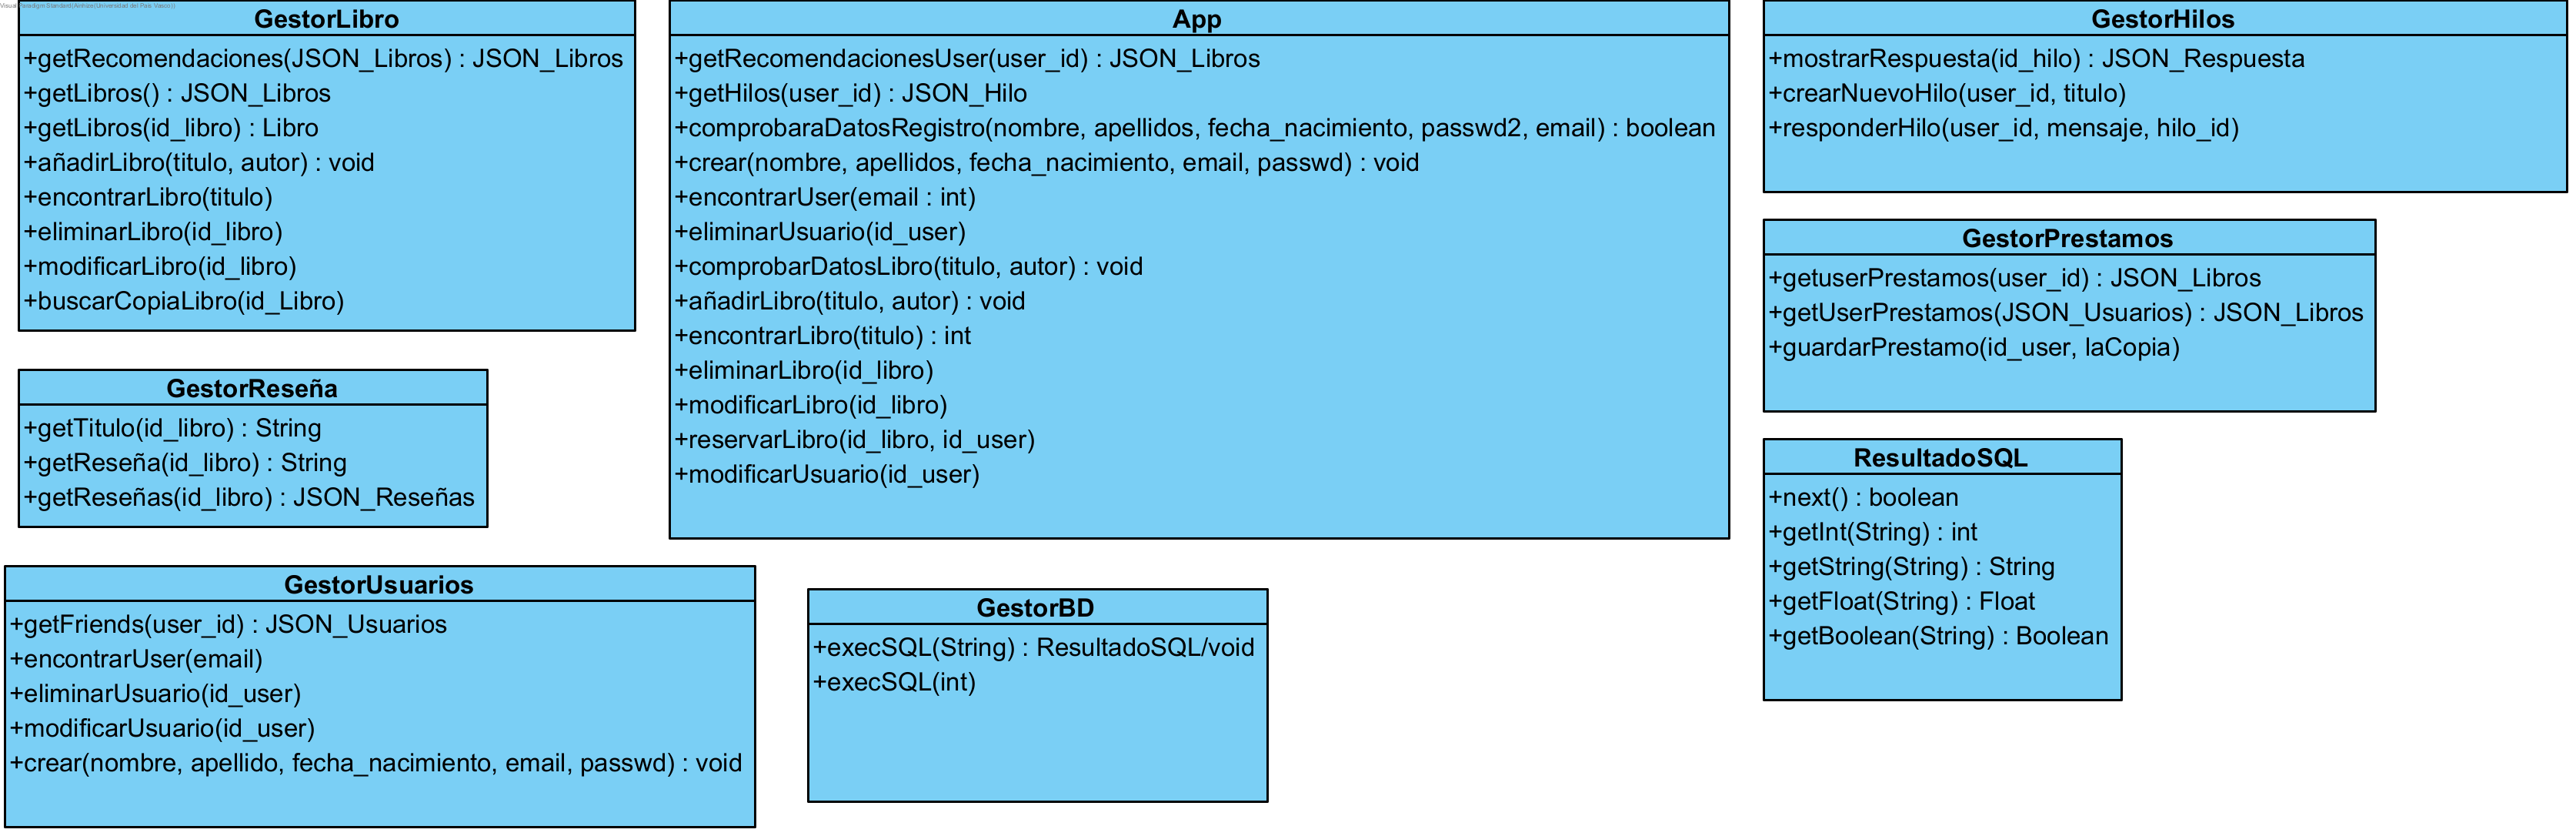 Visual Paradigm Standard(Ainhize(Universidad del Pais Vasco))
GestorLibro
+getRecomendaciones(JSON_Libros) : JSON_Libros
+getLibros() : JSON_Libros
+getLibros(id_libro) : Libro
+añadirLibro(titulo, autor) : void
+encontrarLibro(titulo)
+eliminarLibro(id_libro)
+modificarLibro(id_libro)
+buscarCopiaLibro(id_Libro)
App
+getRecomendacionesUser(user_id) : JSON_Libros
+getHilos(user_id) : JSON_Hilo
+comprobaraDatosRegistro(nombre, apellidos, fecha_nacimiento, passwd2, email) : boolean
+crear(nombre, apellidos, fecha_nacimiento, email, passwd) : void
+encontrarUser(email : int)
+eliminarUsuario(id_user)
+comprobarDatosLibro(titulo, autor) : void
+añadirLibro(titulo, autor) : void
+encontrarLibro(titulo) : int
+eliminarLibro(id_libro)
+modificarLibro(id_libro)
+reservarLibro(id_libro, id_user)
+modificarUsuario(id_user)
GestorHilos
+mostrarRespuesta(id_hilo) : JSON_Respuesta
+crearNuevoHilo(user_id, titulo)
+responderHilo(user_id, mensaje, hilo_id)
GestorPrestamos
+getuserPrestamos(user_id) : JSON_Libros
+getUserPrestamos(JSON_Usuarios) : JSON_Libros
+guardarPrestamo(id_user, laCopia)
GestorReseña
+getTitulo(id_libro) : String
+getReseña(id_libro) : String
+getReseñas(id_libro) : JSON_Reseñas
ResultadoSQL
+next() : boolean
+getInt(String) : int
+getString(String) : String
+getFloat(String) : Float
+getBoolean(String) : Boolean
GestorUsuarios
+getFriends(user_id) : JSON_Usuarios
+encontrarUser(email)
+eliminarUsuario(id_user)
+modificarUsuario(id_user)
+crear(nombre, apellido, fecha_nacimiento, email, passwd) : void
GestorBD
+execSQL(String) : ResultadoSQL/void
+execSQL(int)